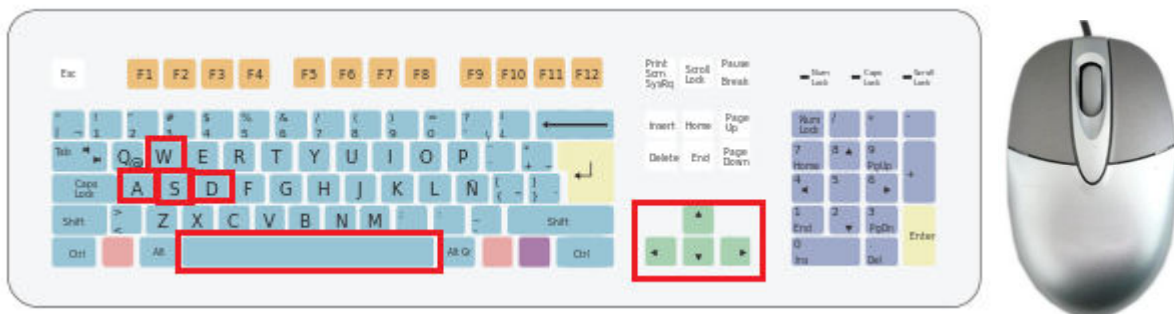 Esc F1 F2 F3 F4 F5 F6 F7 F8 F9 F10 F11 F12
Print Scrn SysRq
Scroll Lock
Pause Break
Num Lock
Caps Lock
Scroll Lock
1 2 3 4 5 6 7 8 9 0
Insert Home Page Up
Num Lock / * -
Tab Q @ W E R T Y U I O P
Delete End Page Down
7 Home 8 9 PgUp +
Caps Lock A S D F G H J K L Ñ
4 5 6
Shift > < Z X C V B N M Shift
1 End 2 3 PgDn Enter
Ctrl Alt Alt Gr Ctrl
0 Ins Del